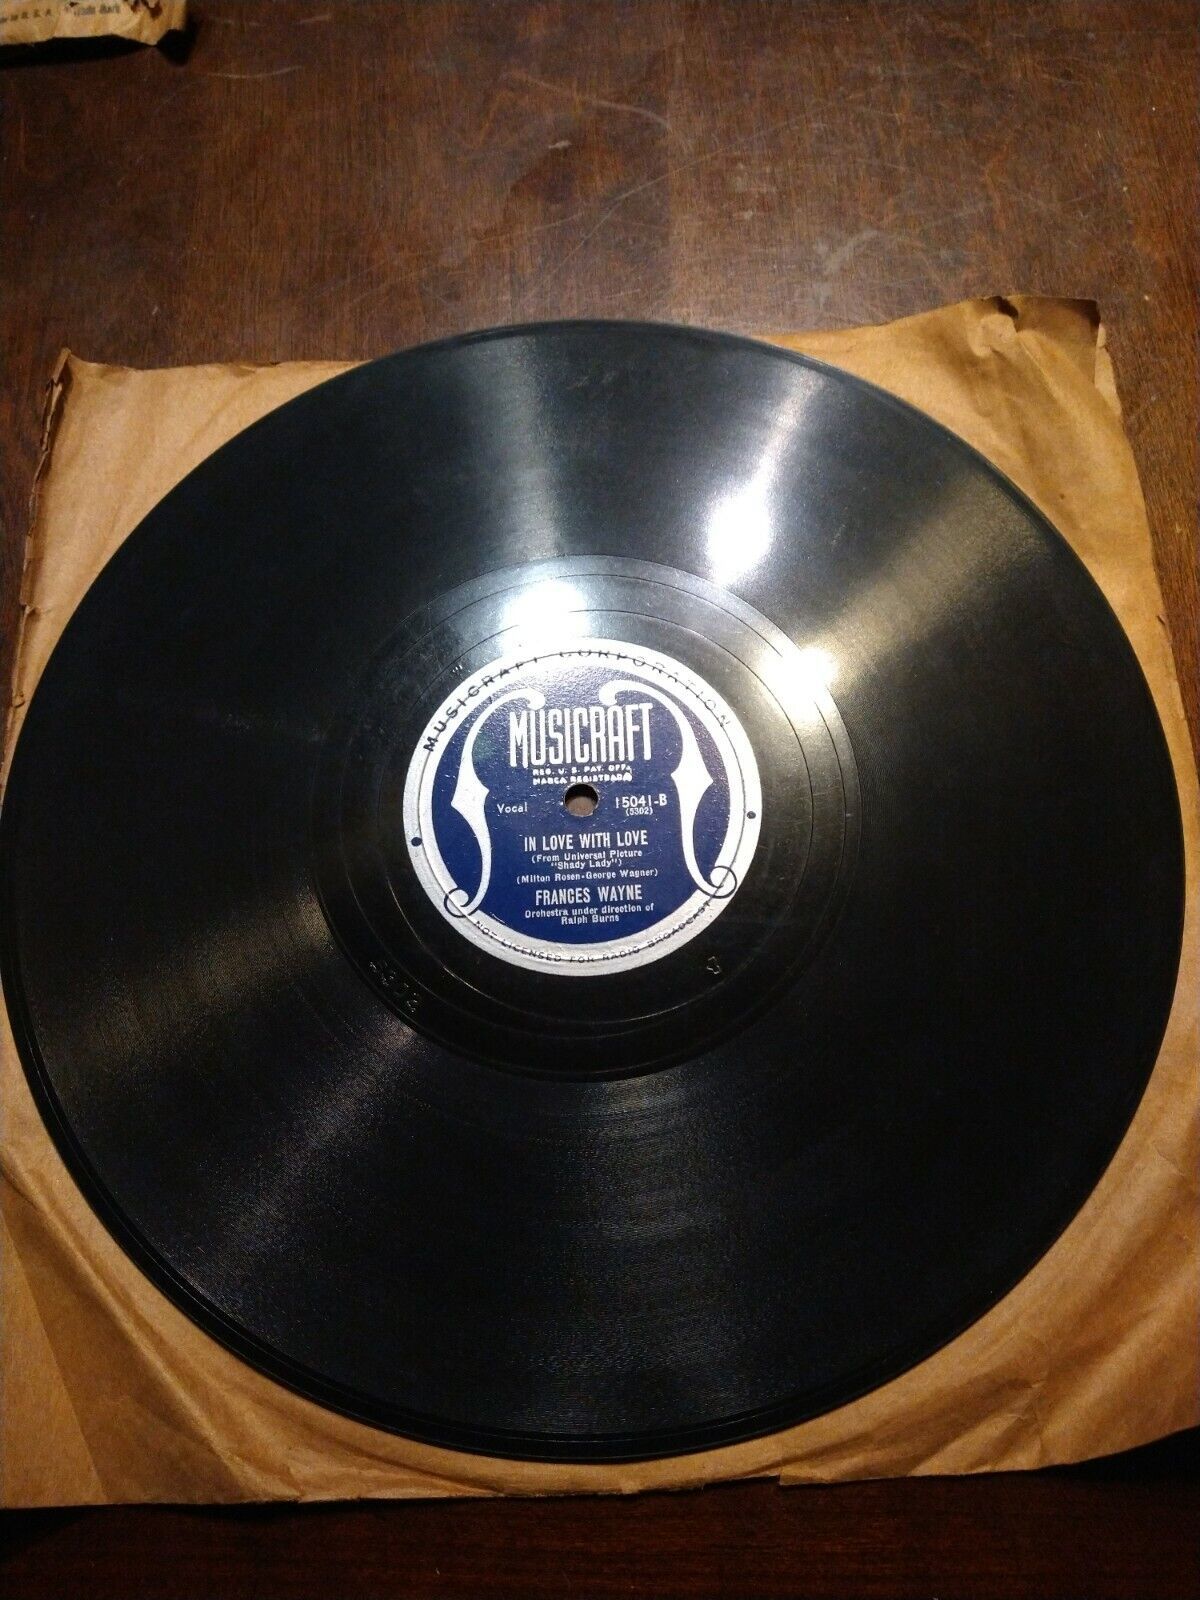 U. S. A.
MUSICRAFT CORPORATION
MUSICRAFT
REG. U. S. PAT. OFF.
MARCA REGISTRADA
Vocal 15041-B
(5302)
IN LOVE WITH LOVE
(From Universal Picture
"Shady Lady")
(Milton Rosen-George Wagner)
FRANCES WAYNE
Orchestra under direction of
Ralph Burns
NOT LICENSED FOR RADIO BROADCAST
5302